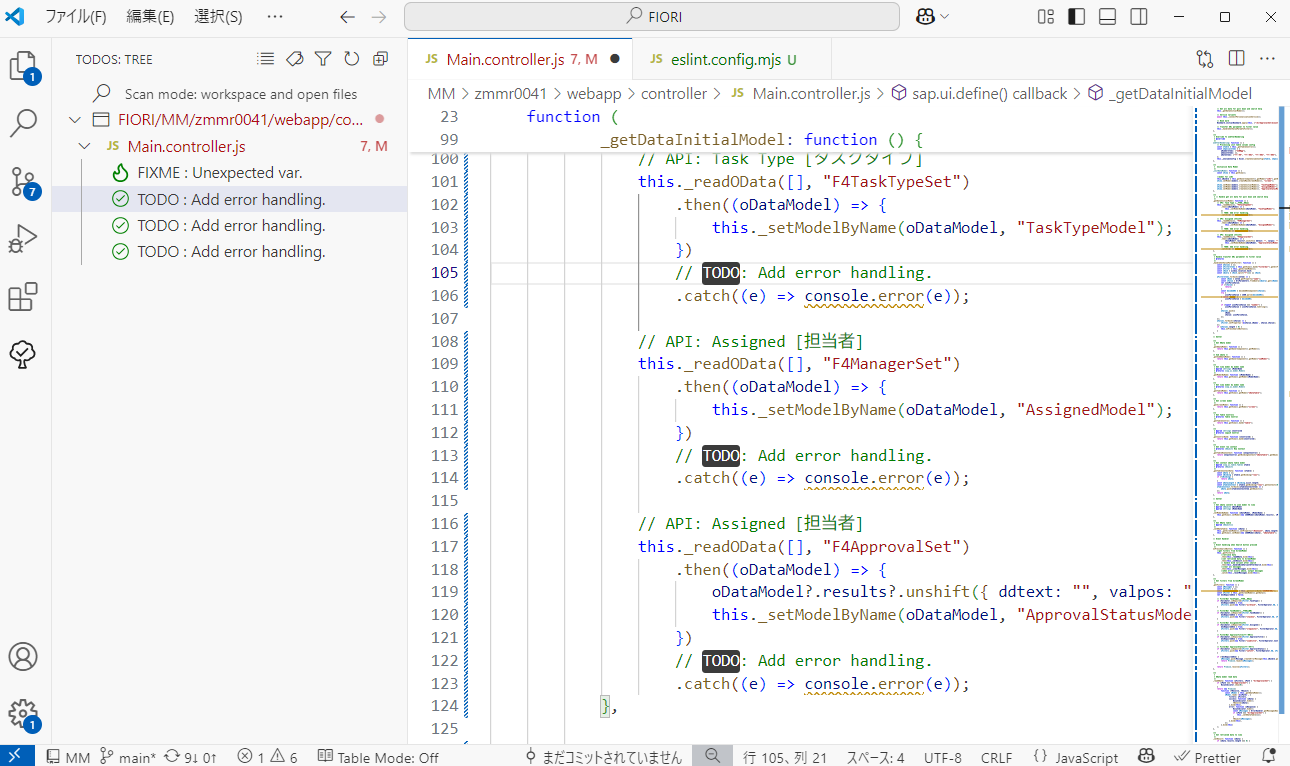 ファイル(F) 編集(E) 選択(S) ··· FIORI
TODOS: TREE
Scan mode: workspace and open files
FIORI/MM/zmmr0041/webapp/co...
JS Main.controller.js 7, M
FIXME : Unexpected var.
TODO : Add error handling.
TODO : Add error handling.
TODO : Add error handling.
1
7
1
JS Main.controller.js 7, M
JS eslint.config.mjs U
MM > zmmr0041 > webapp > controller > JS Main.controller.js > sap.ui.define() callback > _getDataInitialModel
23 function (
99 _getDataInitialModel: function () {
100 // API: Task Type [タスクタイプ]
101 this._readOData([], "F4TaskTypeSet")
102 .then((oDataModel) => {
103 this._setModelByName(oDataModel, "TaskTypeModel");
104 })
105 // TODO: Add error handling.
106 .catch((e) => console.error(e));
107
108 // API: Assigned [担当者]
109 this._readOData([], "F4ManagerSet")
110 .then((oDataModel) => {
111 this._setModelByName(oDataModel, "AssignedModel");
112 })
113 // TODO: Add error handling.
114 .catch((e) => console.error(e));
115
116 // API: Assigned [担当者]
117 this._readOData([], "F4ApprovalSet")
118 .then((oDataModel) => {
119 oDataModel?.results?.unshift({ ddtext: "", valpos: "
120 this._setModelByName(oDataModel, "ApprovalStatusMode
121 })
122 // TODO: Add error handling.
123 .catch((e) => console.error(e));
124 },
125
MM main* 9↓ 0↑ 1 6 Table Mode: Off まだコミットされていません 行 105、列 21 スペース: 4 UTF-8 CRLF {} JavaScript Prettier